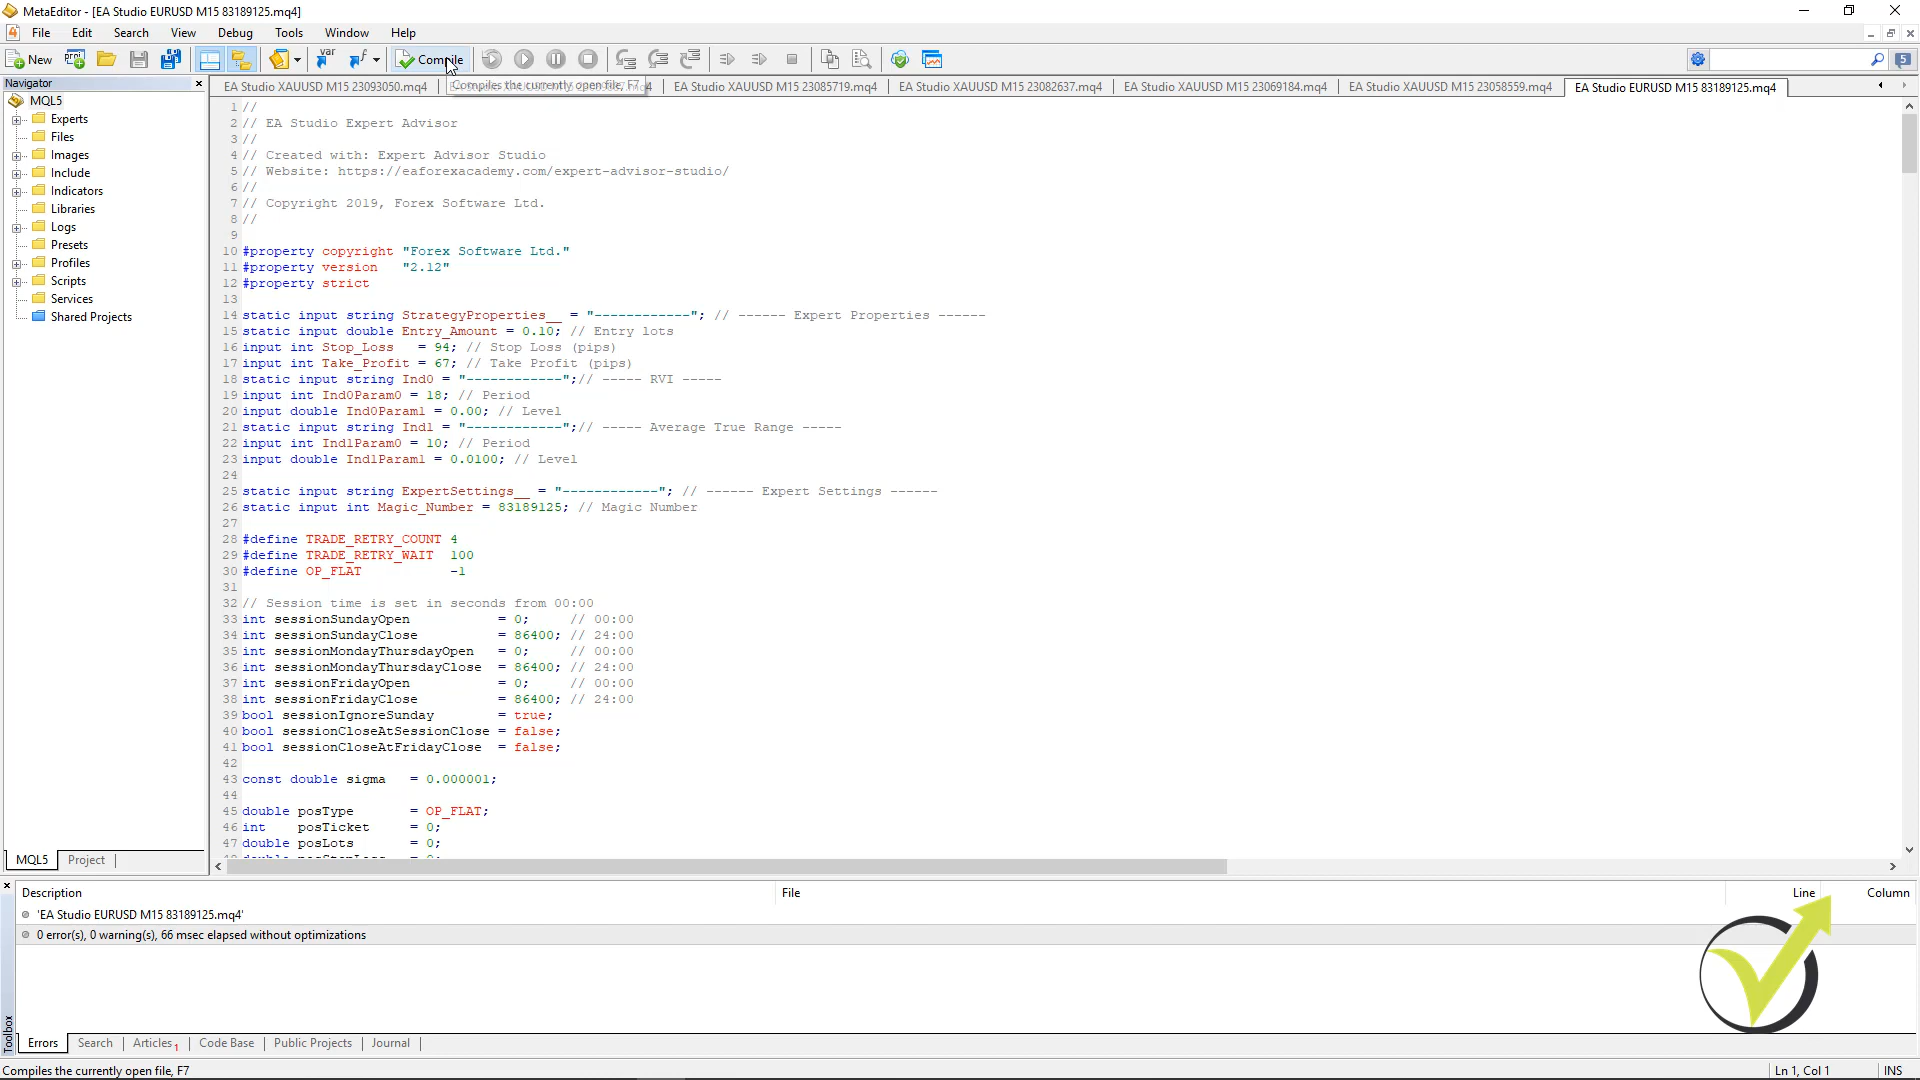 MetaEditor - [EA Studio EURUSD M15 83189125.mq4]
File Edit Search View Debug Tools Window Help
New Compile 5
Navigator
EA Studio XAUUSD M15 23093050.mq4
Compiles the currently open file, F7
EA Studio XAUUSD M15 23085719.mq4
EA Studio XAUUSD M15 23082637.mq4
EA Studio XAUUSD M15 23069184.mq4
EA Studio XAUUSD M15 23058559.mq4
EA Studio EURUSD M15 83189125.mq4
MQL5
Experts
Files
Images
Include
Indicators
Libraries
Logs
Presets
Profiles
Scripts
Services
Shared Projects
MQL5 Project
1 //
2 // EA Studio Expert Advisor
3 //
4 // Created with: Expert Advisor Studio
5 // Website: https://eaforexacademy.com/expert-advisor-studio/
6 //
7 // Copyright 2019, Forex Software Ltd.
8 //
9
10 #property copyright "Forex Software Ltd."
11 #property version "2.12"
12 #property strict
13
14 static input string StrategyProperties__ = "------------"; // ------ Expert Properties ------
15 static input double Entry_Amount = 0.10; // Entry lots
16 input int Stop_Loss = 94; // Stop Loss (pips)
17 input int Take_Profit = 67; // Take Profit (pips)
18 static input string Ind0 = "------------";// ----- RVI -----
19 input int Ind0Param0 = 18; // Period
20 input double Ind0Param1 = 0.00; // Level
21 static input string Ind1 = "------------";// ----- Average True Range -----
22 input int Ind1Param0 = 10; // Period
23 input double Ind1Param1 = 0.0100; // Level
24
25 static input string ExpertSettings__ = "------------"; // ------ Expert Settings ------
26 static input int Magic_Number = 83189125; // Magic Number
27
28 #define TRADE_RETRY_COUNT 4
29 #define TRADE_RETRY_WAIT 100
30 #define OP_FLAT -1
31
32 // Session time is set in seconds from 00:00
33 int sessionSundayOpen = 0; // 00:00
34 int sessionSundayClose = 86400; // 24:00
35 int sessionMondayThursdayOpen = 0; // 00:00
36 int sessionMondayThursdayClose = 86400; // 24:00
37 int sessionFridayOpen = 0; // 00:00
38 int sessionFridayClose = 86400; // 24:00
39 bool sessionIgnoreSunday = true;
40 bool sessionCloseAtSessionClose = false;
41 bool sessionCloseAtFridayClose = false;
42
43 const double sigma = 0.000001;
44
45 double posType = OP_FLAT;
46 int posTicket = 0;
47 double posLots = 0;
Description File Line Column
'EA Studio EURUSD M15 83189125.mq4'
0 error(s), 0 warning(s), 66 msec elapsed without optimizations
Toolbox
Errors Search Articles 1 Code Base Public Projects Journal
Compiles the currently open file, F7 Ln 1, Col 1 INS